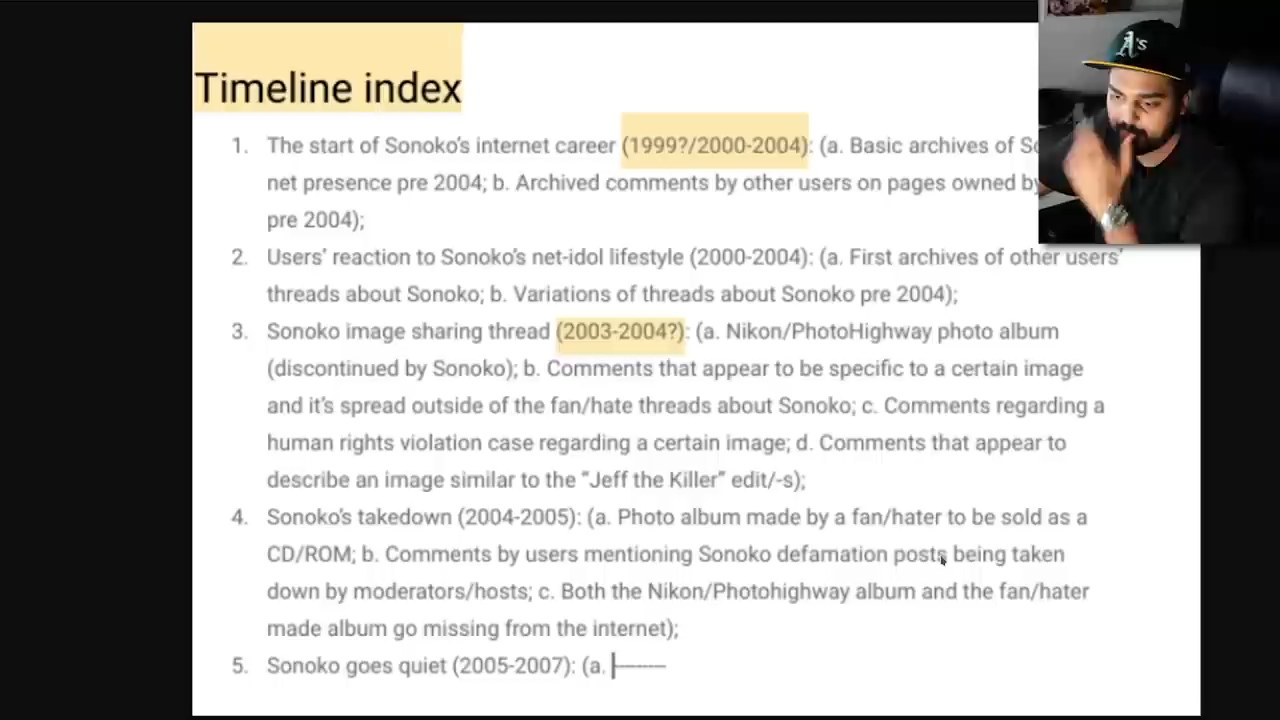 Timeline index
1. The start of Sonoko's internet career (1999?/2000-2004): (a. Basic archives of
net presence pre 2004; b. Archived comments by other users on pages owned by
pre 2004);
2. Users' reaction to Sonoko's net-idol lifestyle (2000-2004): (a. First archives of other users'
threads about Sonoko; b. Variations of threads about Sonoko pre 2004);
3. Sonoko image sharing thread (2003-2004?): (a. Nikon/PhotoHighway photo album
(discontinued by Sonoko); b. Comments that appear to be specific to a certain image
and it's spread outside of the fan/hate threads about Sonoko; c. Comments regarding a
human rights violation case regarding a certain image; d. Comments that appear to
describe an image similar to the “Jeff the Killer” edit/-s);
4. Sonoko's takedown (2004-2005): (a. Photo album made by a fan/hater to be sold as a
CD/ROM; b. Comments by users mentioning Sonoko defamation posts being taken
down by moderators/hosts; c. Both the Nikon/Photohighway album and the fan/hater
made album go missing from the internet);
5. Sonoko goes quiet (2005-2007): (a. --------
A's